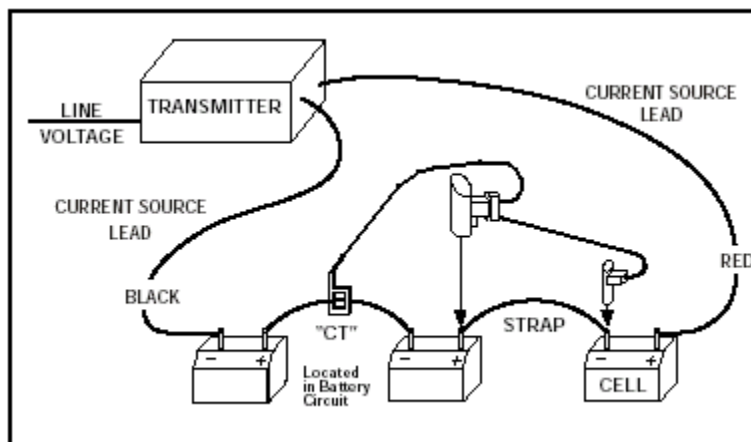 TRANSMITTER
LINE
VOLTAGE
CURRENT SOURCE
LEAD
CURRENT SOURCE
LEAD
BLACK
RED
"CT"
STRAP
Located
in Battery
Circuit
CELL
- +
- +
- +